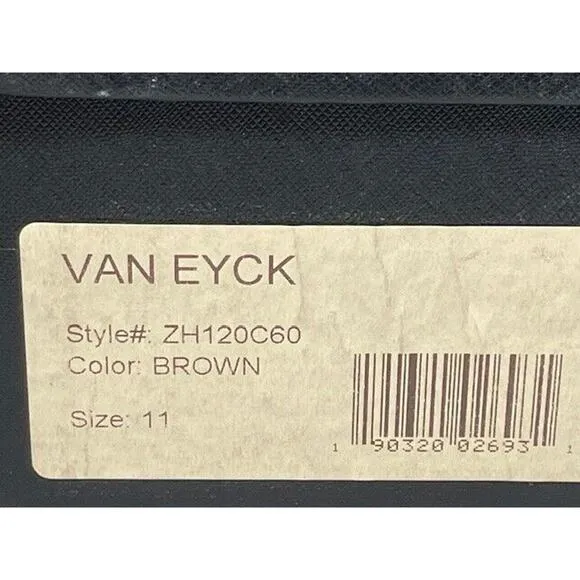 VAN EYCK
Style#: ZH120C60
Color: BROWN
Size: 11
1 90320 02693 1